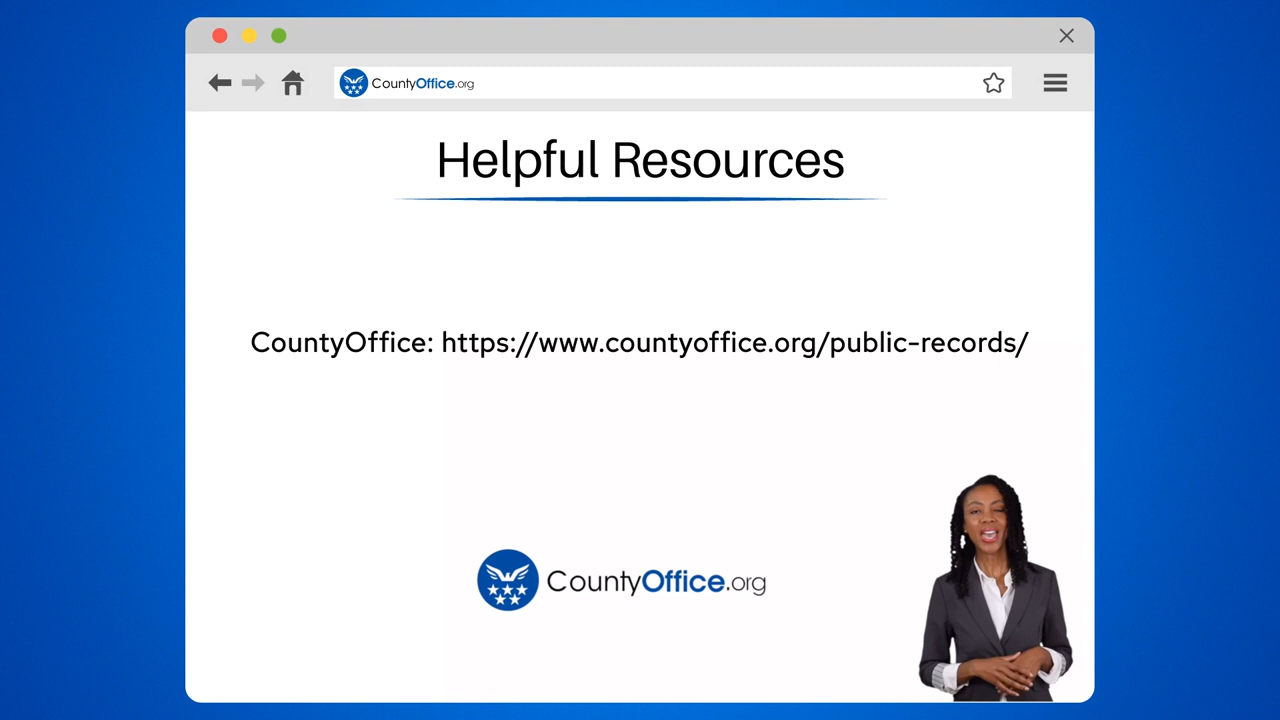 CountyOffice.org
Helpful Resources
CountyOffice: https://www.countyoffice.org/public-records/
CountyOffice.org